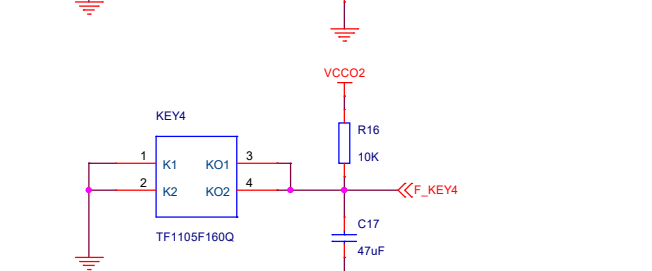 VCCO2
KEY4
R16
1 K1 KO1 3
10K
2 K2 KO2 4
F_KEY4
C17
TF1105F160Q
47uF